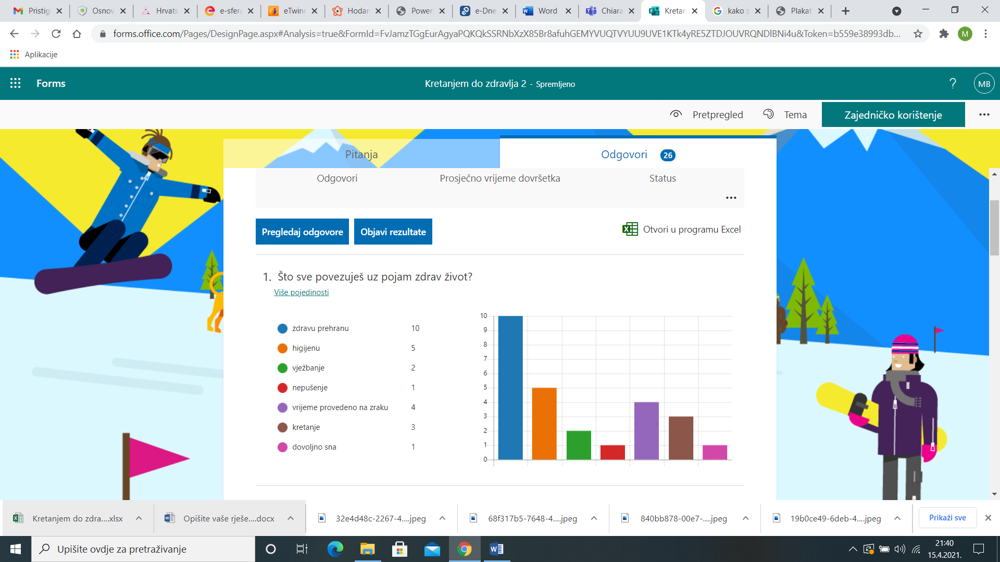 Pristig Osnov Hrvats e-sfera eTwinn Hodan PowerP e-Dne Word Chiara Kretan kako s Plakat
forms.office.com/Pages/DesignPage.aspx#Analysis=true&FormId=FvJamzTGgEurAgyaPQKQkSSRNbXzX85Br8afuhGEMYVUQTVYUU9UVE1KTk4yRE5ZTDJOUVRQNDlBNi4u&Token=b559e38993db... M
Aplikacije
Forms Kretanjem do zdravlja 2 - Spremljeno ? MB
Pretpregled Tema Zajedničko korištenje
Pitanja Odgovori 26
Odgovori Prosječno vrijeme dovršetka Status
Pregledaj odgovore Objavi rezultate Otvori u programu Excel
1. Što sve povezuješ uz pojam zdrav život?
Više pojedinosti
zdravu prehranu 10
higijenu 5
vježbanje 2
nepušenje 1
vrijeme provedeno na zraku 4
kretanje 3
dovoljno sna 1
10
9
8
7
6
5
4
3
2
1
0
Kretanjem do zdra....xlsx Opišite vaše rješe....docx 32e4d48c-2267-4....jpeg 68f317b5-7648-4....jpeg 840bb878-00e7-....jpeg 19b0ce49-6deb-4....jpeg Prikaži sve
Upišite ovdje za pretraživanje
21:40
15.4.2021.